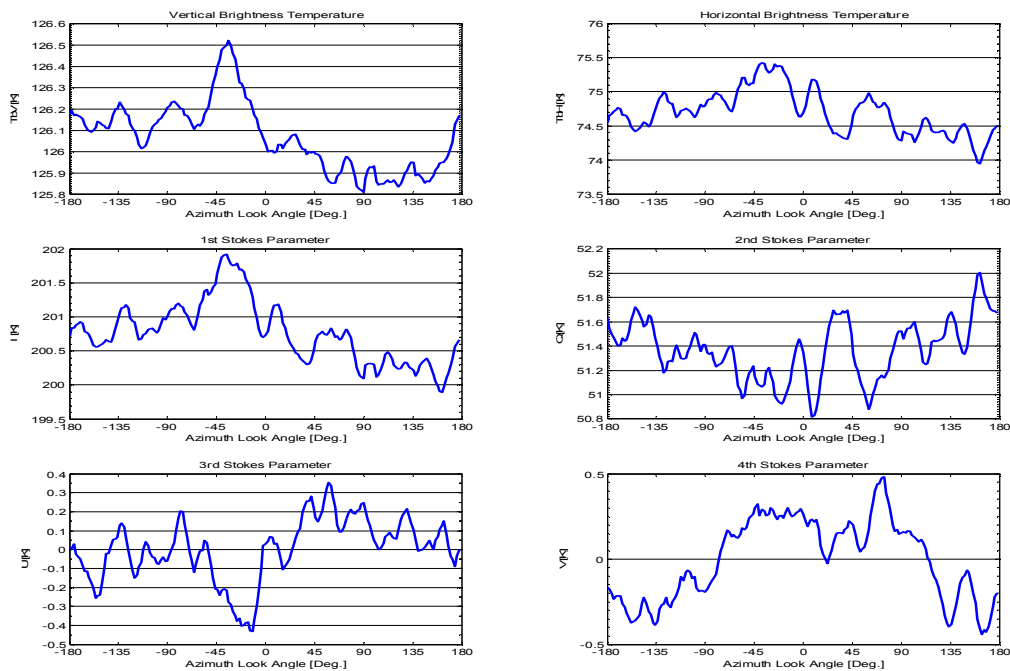 Vertical Brightness Temperature
126.6
126.5
126.4
126.3
126.2
126.1
126
125.9
125.8
TbV[K]
-180 -135 -90 -45 0 45 90 135 180
Azimuth Look Angle [Deg.]
Horizontal Brightness Temperature
76
75.5
75
74.5
74
73.5
TbH[K]
-180 -135 -90 -45 0 45 90 135 180
Azimuth Look Angle [Deg.]
1st Stokes Parameter
202
201.5
201
200.5
200
199.5
I [K]
-180 -135 -90 -45 0 45 90 135 180
Azimuth Look Angle [Deg.]
2nd Stokes Parameter
52.2
52
51.8
51.6
51.4
51.2
51
50.8
Q[K]
-180 -135 -90 -45 0 45 90 135 180
Azimuth Look Angle [Deg.]
3rd Stokes Parameter
0.4
0.3
0.2
0.1
0
-0.1
-0.2
-0.3
-0.4
-0.5
U[K]
-180 -135 -90 -45 0 45 90 135 180
Azimuth Look Angle [Deg.]
4th Stokes Parameter
0.5
0
-0.5
V[K]
-180 -135 -90 -45 0 45 90 135 180
Azimuth Look Angle [Deg.]